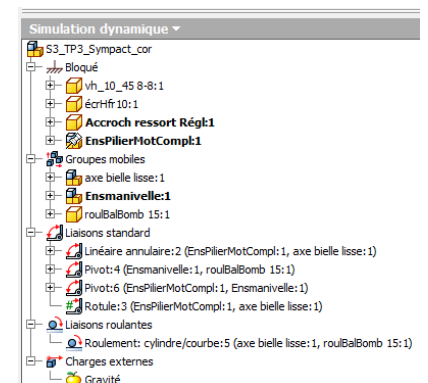 Simulation dynamique
S3_TP3_Sympact_cor
Bloqué
vh_10_45 8-8:1
écrHfr10:1
Accroch ressort Régl:1
EnsPilierMotCompl:1
Groupes mobiles
axe bielle lisse:1
Ensmanivelle:1
roulBalBomb 15:1
Liaisons standard
Linéaire annulaire:2 (EnsPilierMotCompl:1, axe bielle lisse:1)
Pivot:4 (Ensmanivelle:1, roulBalBomb 15:1)
Pivot:6 (EnsPilierMotCompl:1, Ensmanivelle:1)
Rotule:3 (EnsPilierMotCompl:1, axe bielle lisse:1)
Liaisons roulantes
Roulement: cylindre/courbe:5 (axe bielle lisse:1, roulBalBomb 15:1)
Charges externes
Gravité